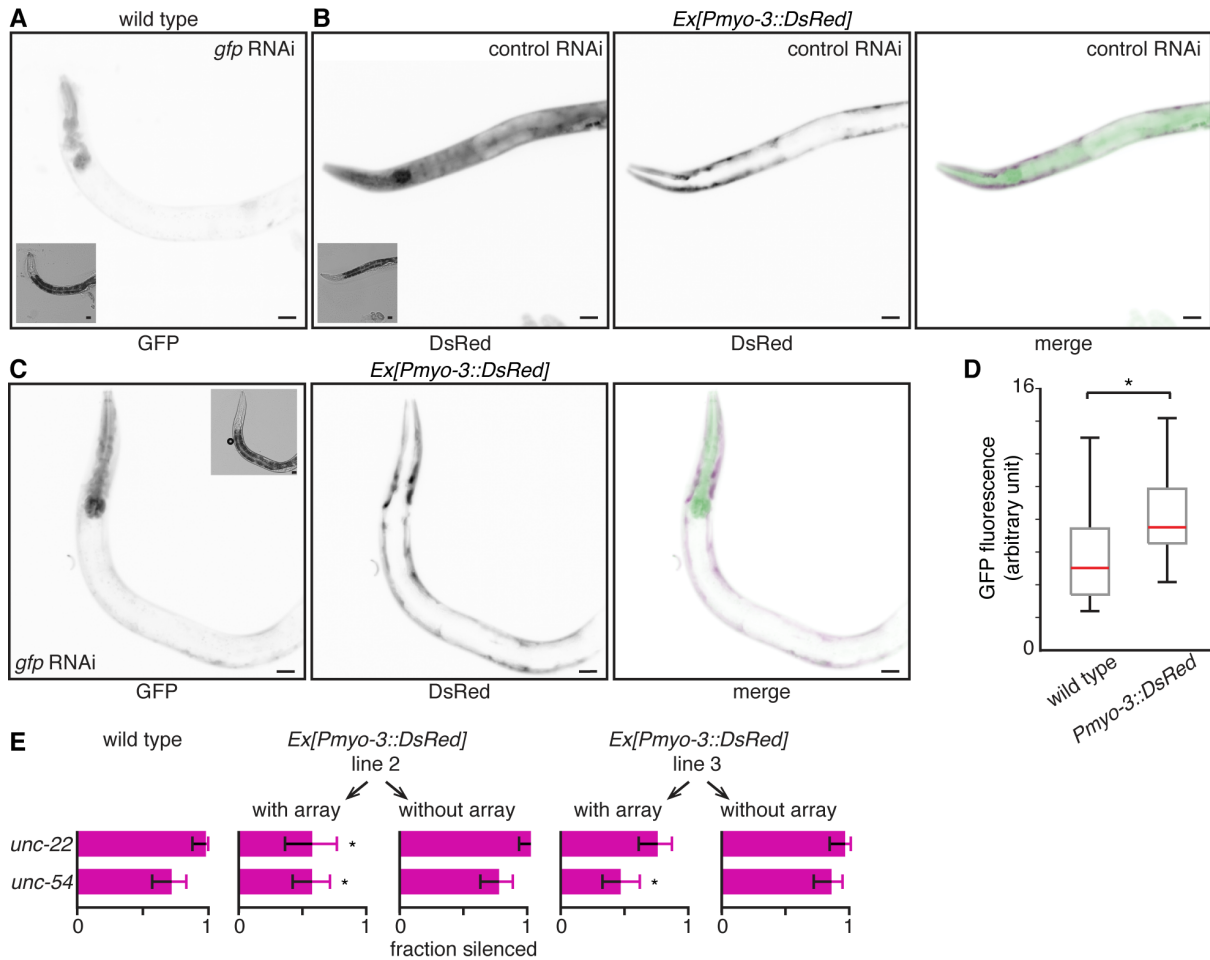 A
wild type
gfp RNAi
GFP
B
Ex[Pmyo-3::DsRed]
control RNAi
control RNAi
control RNAi
DsRed
DsRed
merge
C
Ex[Pmyo-3::DsRed]
gfp RNAi
GFP
DsRed
merge
D
16
0
GFP fluorescence
(arbitrary unit)
*
wild type
Pmyo-3::DsRed
E
wild type
Ex[Pmyo-3::DsRed]
line 2
Ex[Pmyo-3::DsRed]
line 3
with array
without array
with array
without array
unc-22
*
unc-54
*
*
0 1 0 1 0 1 0 1 0 1
fraction silenced